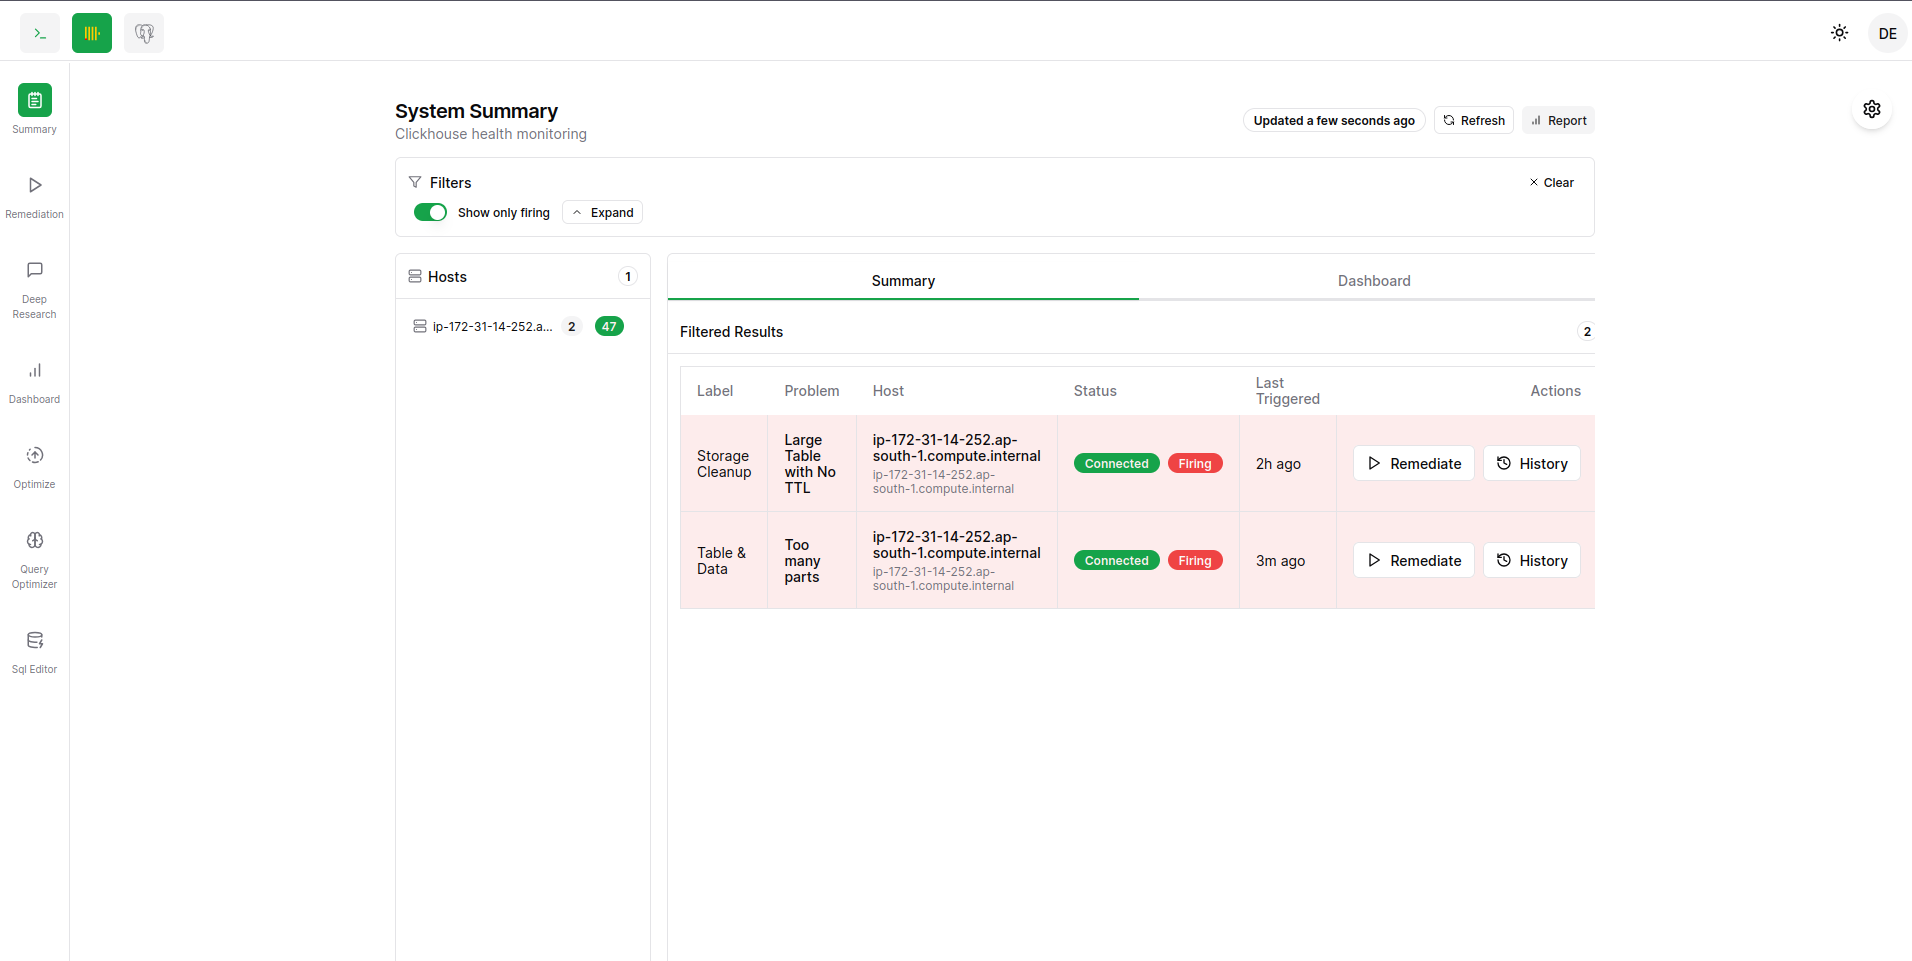 DE
Summary
Remediation
Deep
Research
Dashboard
Optimize
Query
Optimizer
Sql Editor
System Summary
Clickhouse health monitoring
Updated a few seconds ago
Refresh
Report
Filters
Clear
Show only firing
Expand
Hosts
1
ip-172-31-14-252.a...
2
47
Summary
Dashboard
Filtered Results
2
Label
Problem
Host
Status
Last
Triggered
Actions
Storage
Cleanup
Large
Table
with No
TTL
ip-172-31-14-252.ap-
south-1.compute.internal
ip-172-31-14-252.ap-
south-1.compute.internal
Connected
Firing
2h ago
Remediate
History
Table &
Data
Too
many
parts
ip-172-31-14-252.ap-
south-1.compute.internal
ip-172-31-14-252.ap-
south-1.compute.internal
Connected
Firing
3m ago
Remediate
History